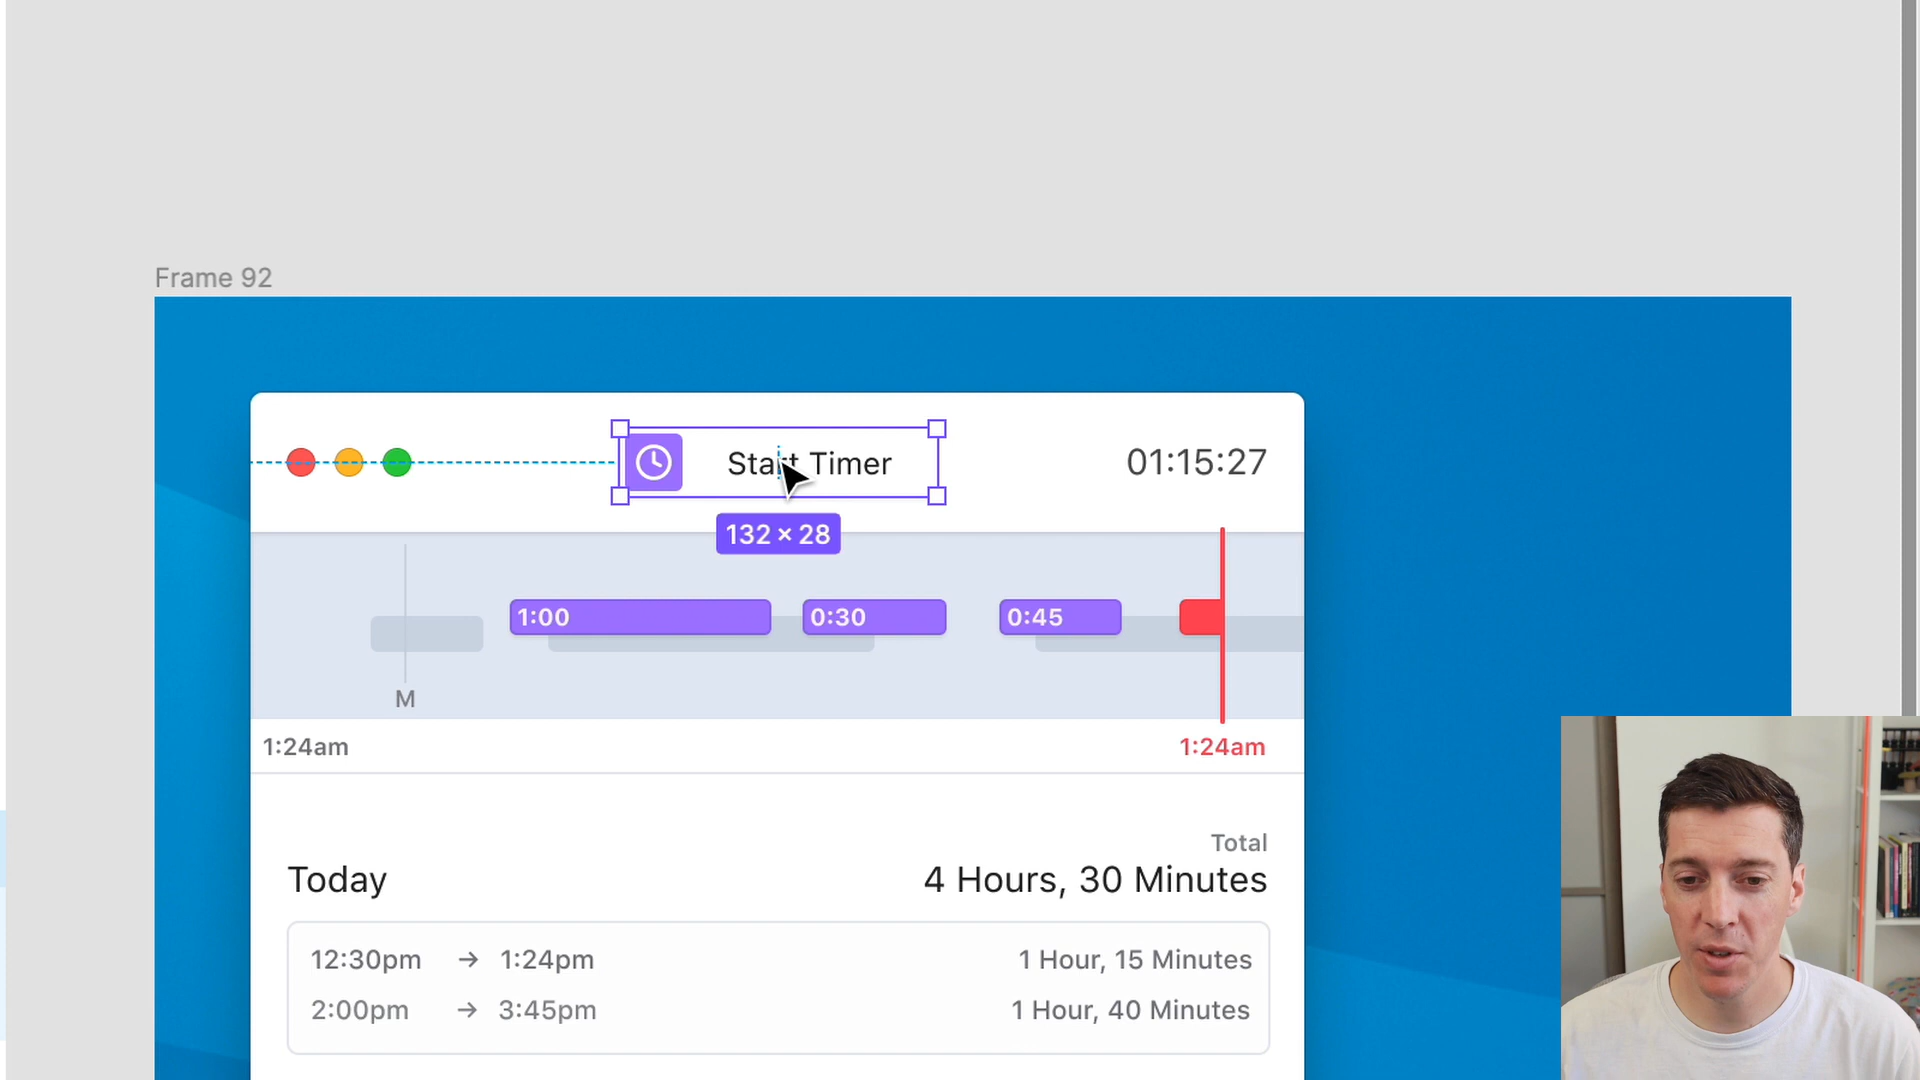 Frame 92
Start Timer
01:15:27
132 × 28
1:00
0:30
0:45
M
1:24am
1:24am
Total
Today
4 Hours, 30 Minutes
12:30pm → 1:24pm
1 Hour, 15 Minutes
2:00pm → 3:45pm
1 Hour, 40 Minutes